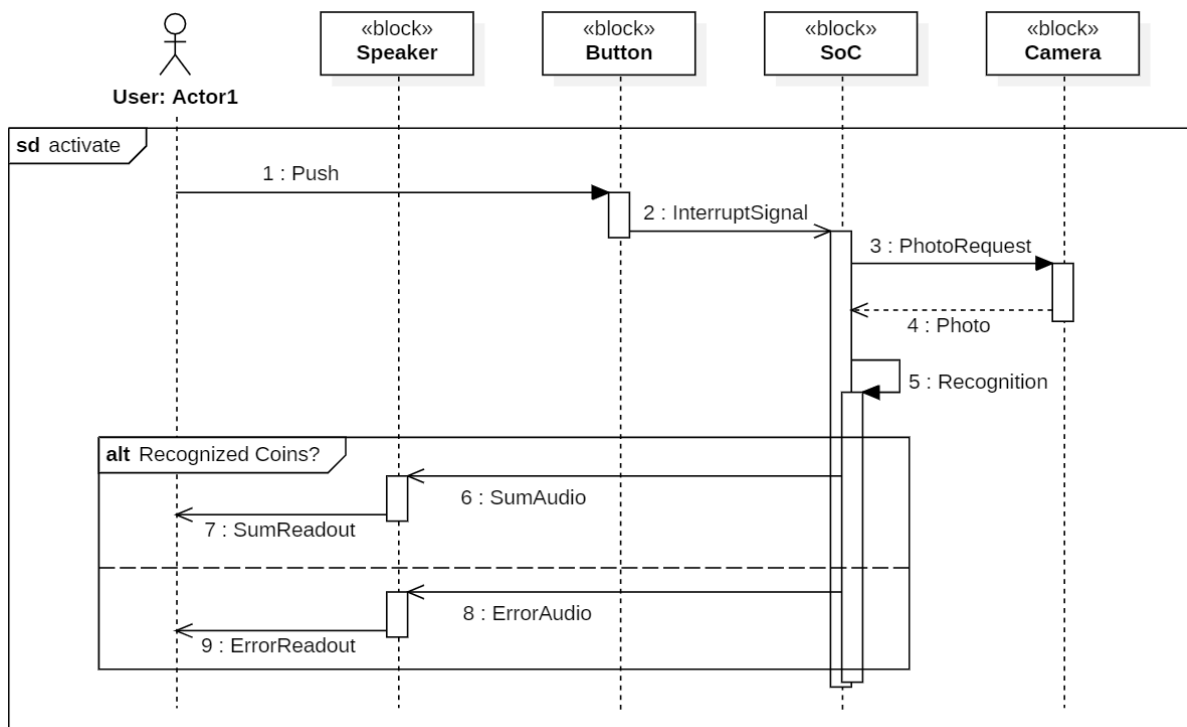 «block»
Speaker
«block»
Button
«block»
SoC
«block»
Camera
User: Actor1
sd activate
1 : Push
2 : InterruptSignal
3 : PhotoRequest
4 : Photo
5 : Recognition
alt Recognized Coins?
6 : SumAudio
7 : SumReadout
8 : ErrorAudio
9 : ErrorReadout